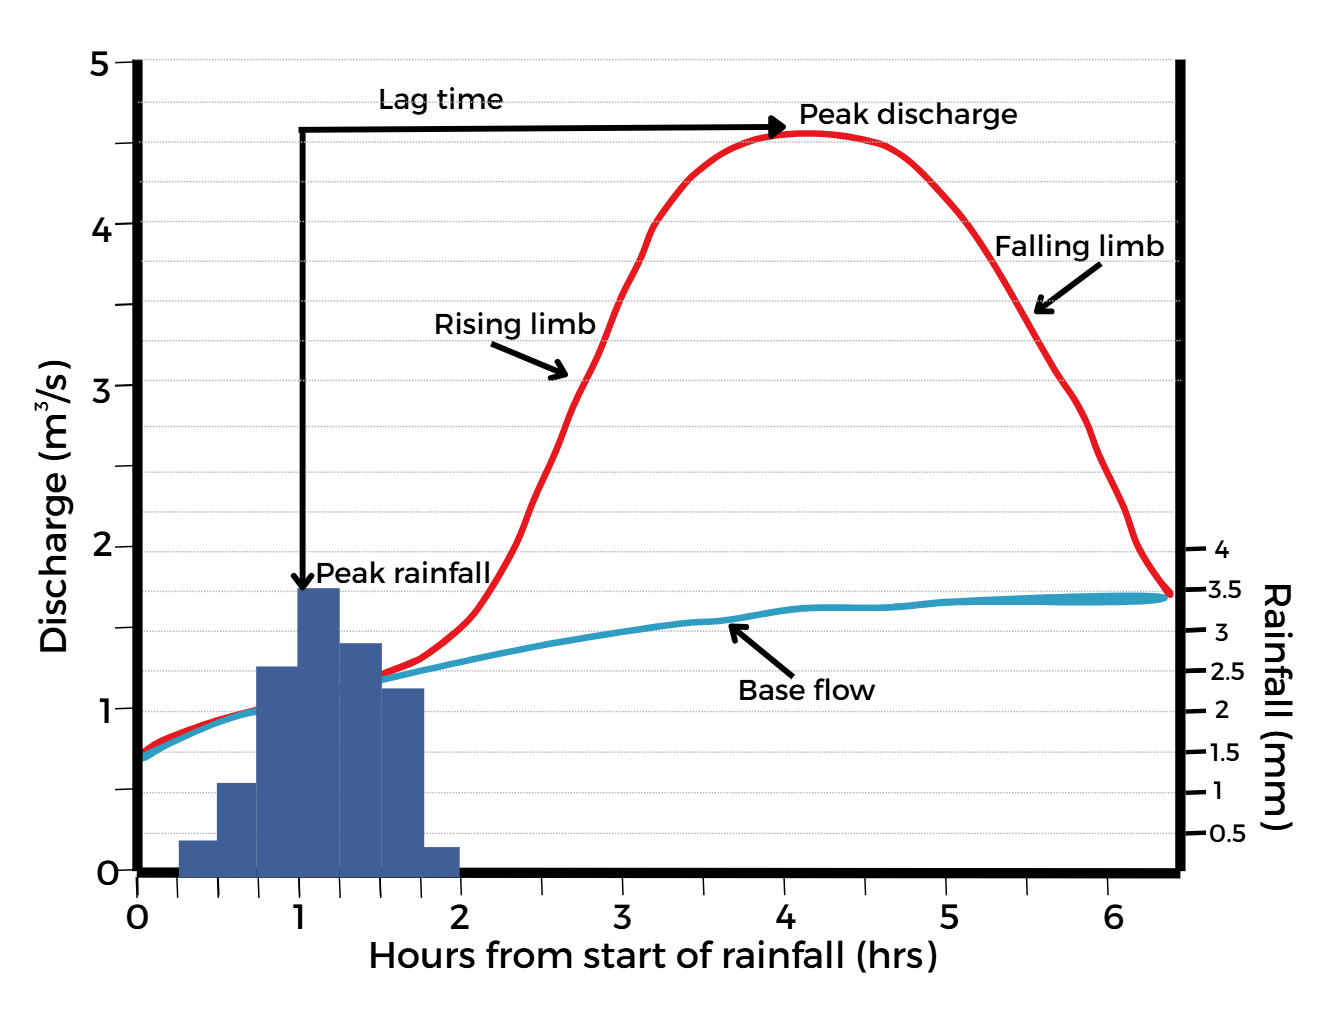 5
4
3
2
1
0
Discharge (m³/s)
Lag time
Peak discharge
Falling limb
Rising limb
Peak rainfall
Base flow
4
3.5
3
2.5
2
1.5
1
0.5
Rainfall (mm)
0 1 2 3 4 5 6
Hours from start of rainfall (hrs)